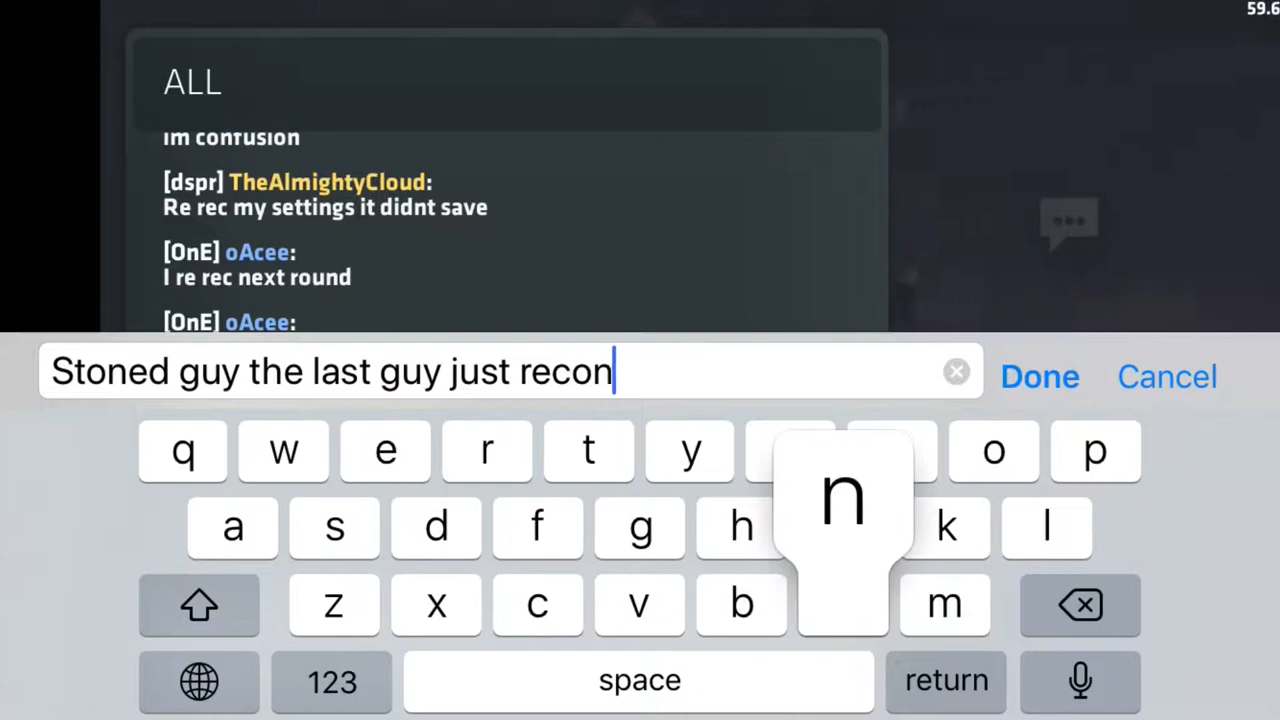 59.6
ALL
im confusion
[dspr] TheAlmightyCloud:
Re rec my settings it didnt save
[OnE] oAcee:
I re rec next round
[OnE] oAcee:
Stoned guy the last guy just recon
Done Cancel
q w e r t y o p
a s d f g h k l
n
z x c v b m
123 space return